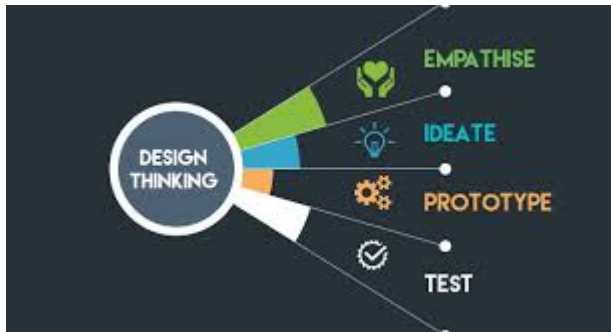 DESIGN
THINKING
EMPATHISE
IDEATE
PROTOTYPE
TEST